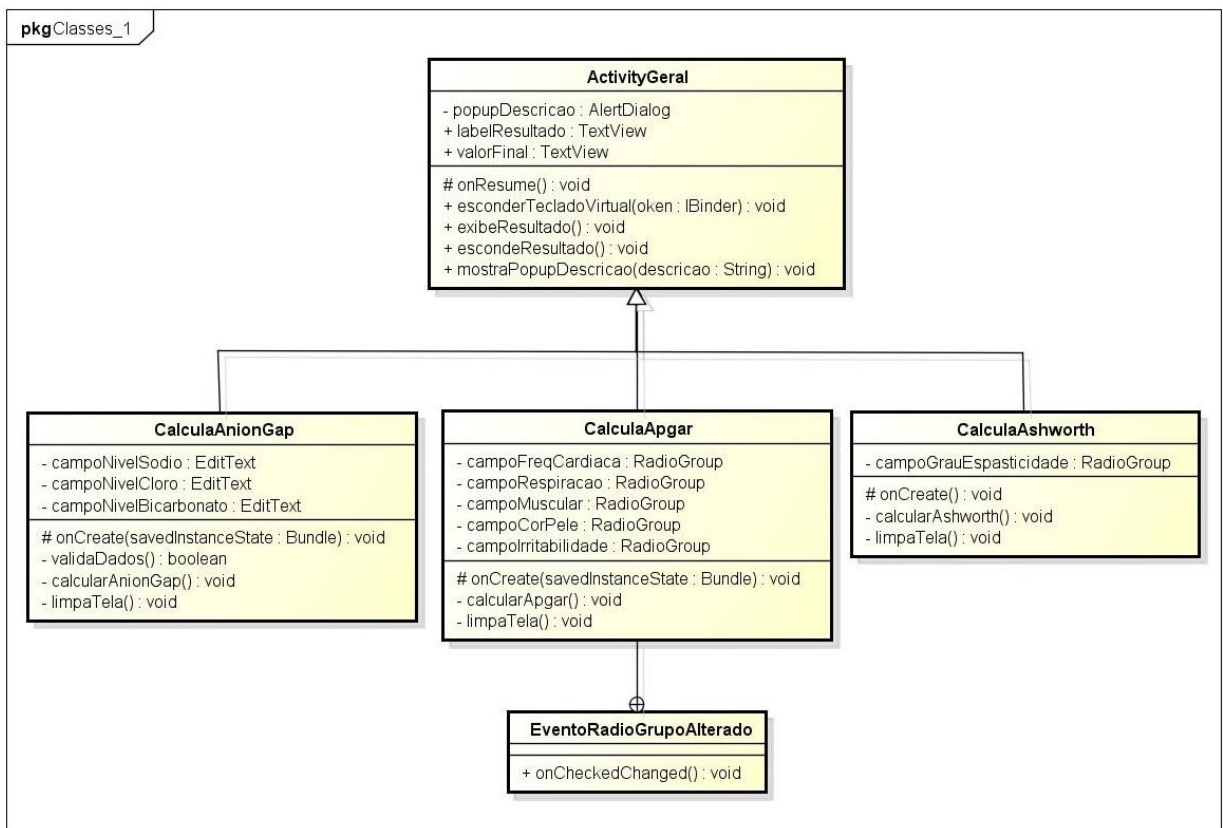 pkgClasses_1
ActivityGeral
- popupDescricao : AlertDialog
+ labelResultado : TextView
+ valorFinal : TextView
# onResume() : void
+ esconderTecladoVirtual(oken : IBinder) : void
+ exibeResultado() : void
+ escondeResultado() : void
+ mostraPopupDescricao(descricao : String) : void
CalculaAnionGap
- campoNivelSodio : EditText
- campoNivelCloro : EditText
- campoNivelBicarbonato : EditText
# onCreate(savedInstanceState : Bundle) : void
- validaDados() : boolean
- calcularAnionGap() : void
- limpaTela() : void
CalculaApgar
- campoFreqCardiaca : RadioGroup
- campoRespiracao : RadioGroup
- campoMuscular : RadioGroup
- campoCorPele : RadioGroup
- campoIrritabilidade : RadioGroup
# onCreate(savedInstanceState : Bundle) : void
- calcularApgar() : void
- limpaTela() : void
CalculaAshworth
- campoGrauEspasticidade : RadioGroup
# onCreate() : void
- calcularAshworth() : void
- limpaTela() : void
EventoRadioGrupoAlterado
+ onCheckedChanged() : void